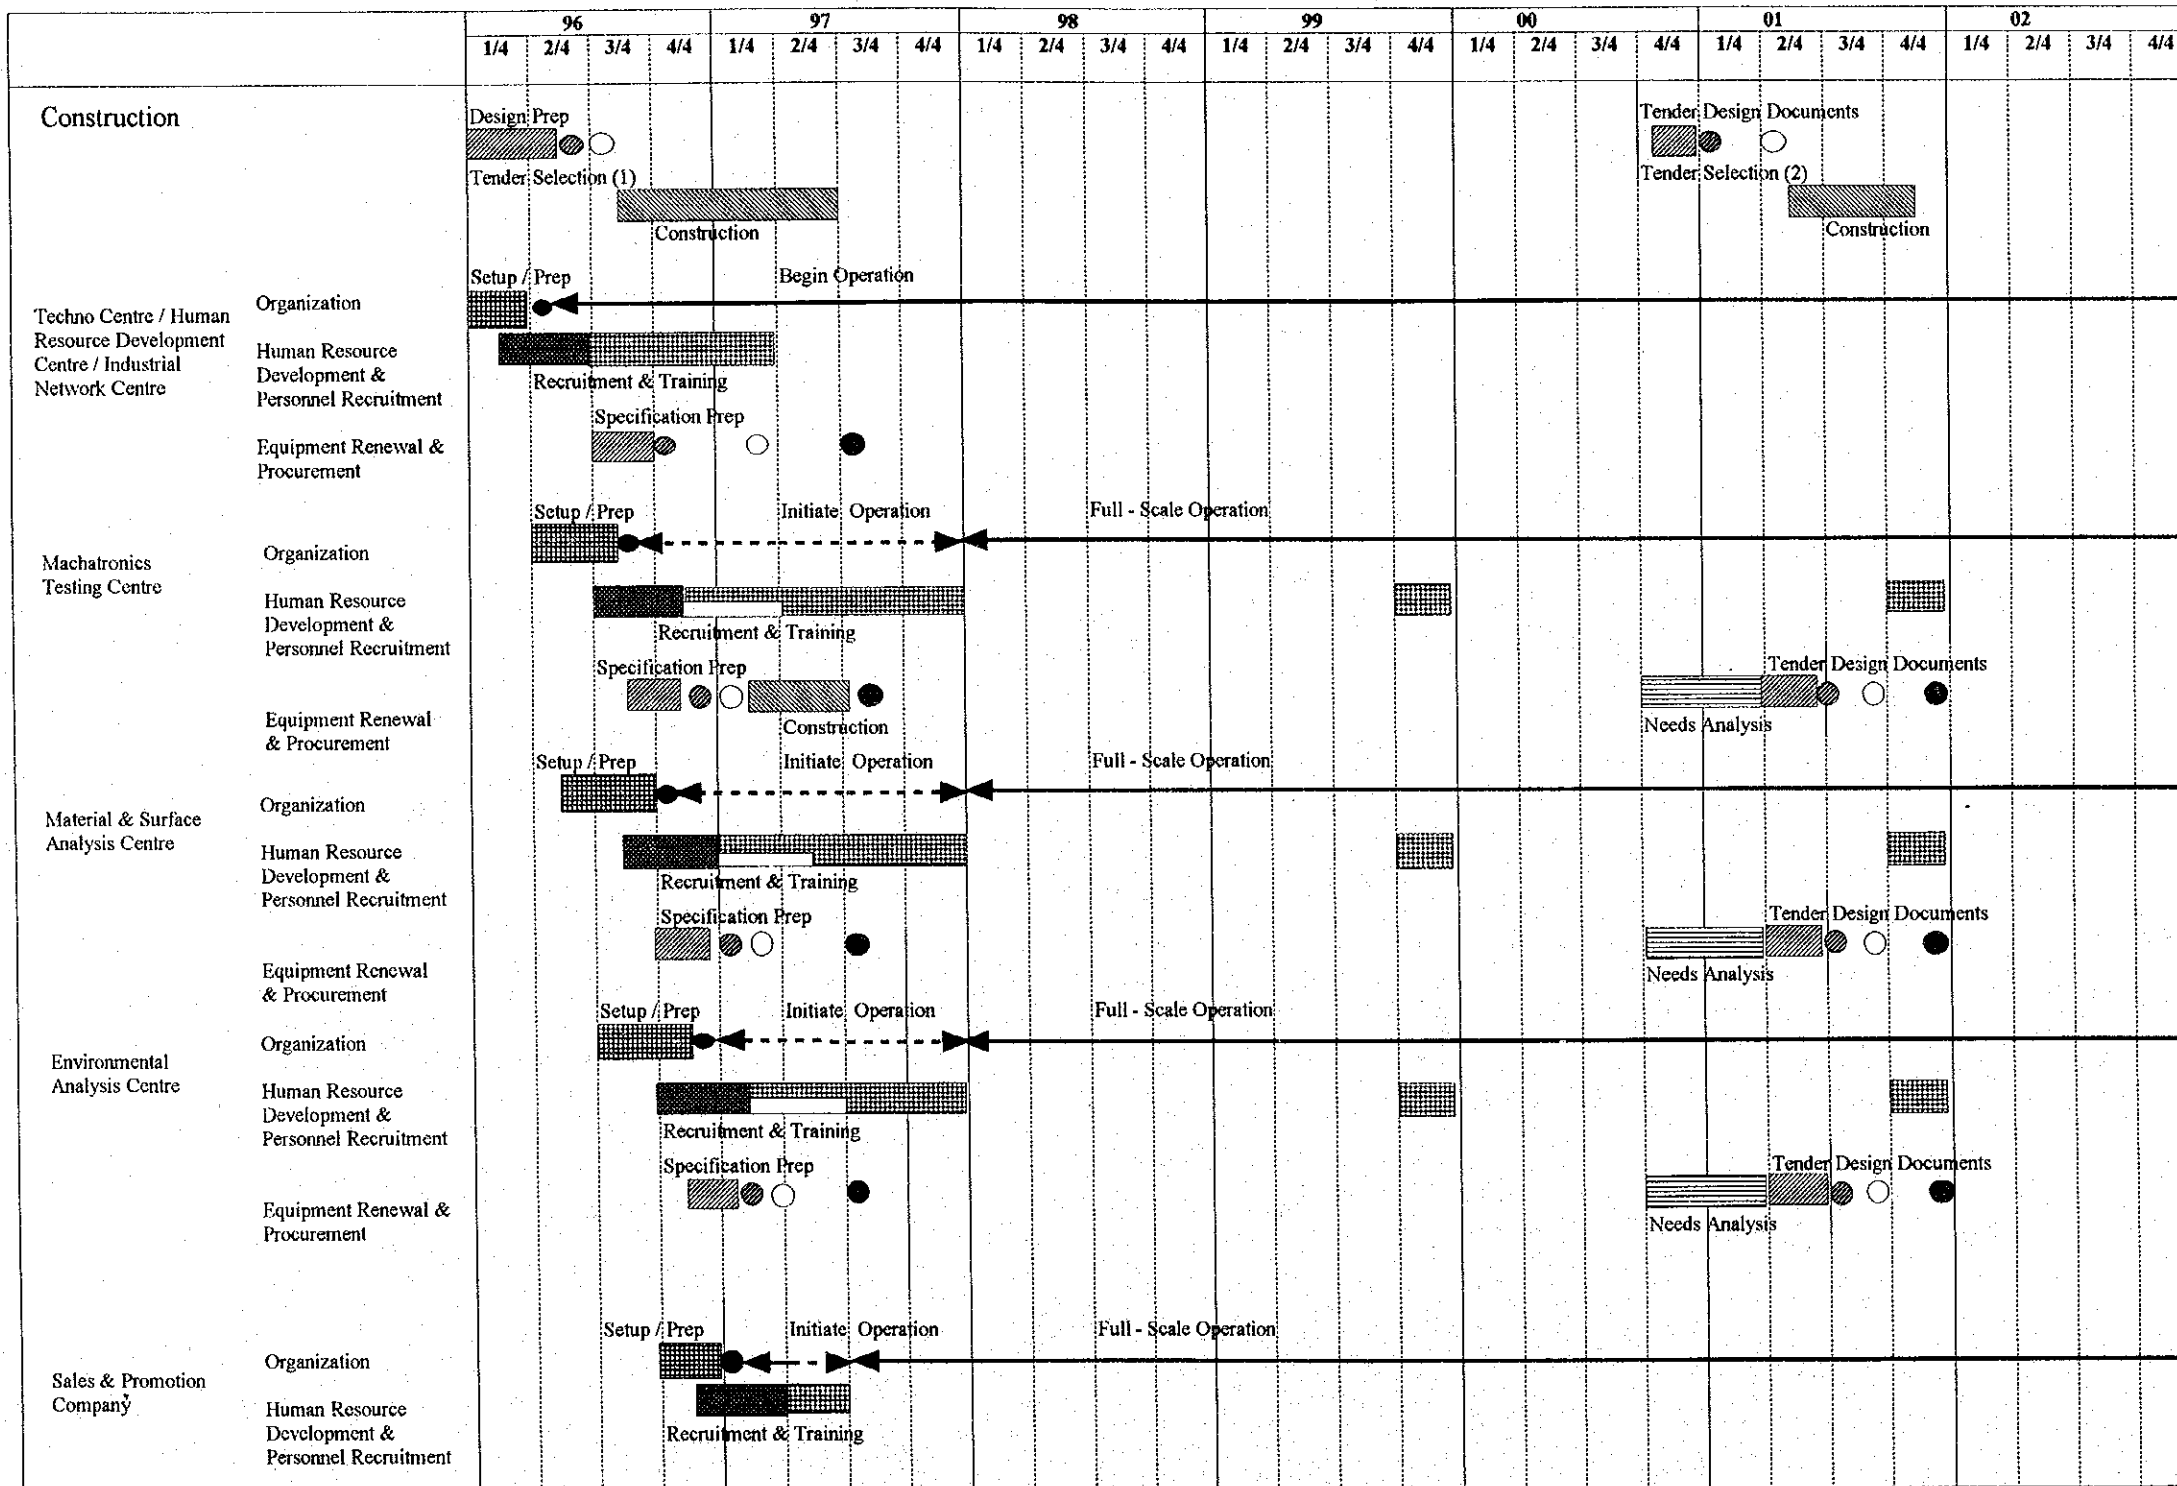 96 97 98 99 00 01 02
1/4 2/4 3/4 4/4 1/4 2/4 3/4 4/4 1/4 2/4 3/4 4/4 1/4 2/4 3/4 4/4 1/4 2/4 3/4 4/4 1/4 2/4 3/4 4/4 1/4 2/4 3/4 4/4
Construction
Design Prep
Tender Design Documents
Tender Selection (1)
Tender Selection (2)
Construction
Construction
Techno Centre / Human
Resource Development
Centre / Industrial
Network Centre
Organization
Setup / Prep
Begin Operation
Human Resource
Development &
Personnel Recruitment
Recruitment & Training
Equipment Renewal &
Procurement
Specification Prep
Machatronics
Testing Centre
Organization
Setup / Prep
Initiate Operation
Full - Scale Operation
Human Resource
Development &
Personnel Recruitment
Recruitment & Training
Equipment Renewal
& Procurement
Specification Prep
Construction
Tender Design Documents
Needs Analysis
Material & Surface
Analysis Centre
Organization
Setup / Prep
Initiate Operation
Full - Scale Operation
Human Resource
Development &
Personnel Recruitment
Recruitment & Training
Equipment Renewal
& Procurement
Specification Prep
Tender Design Documents
Needs Analysis
Environmental
Analysis Centre
Organization
Setup / Prep
Initiate Operation
Full - Scale Operation
Human Resource
Development &
Personnel Recruitment
Recruitment & Training
Equipment Renewal &
Procurement
Specification Prep
Tender Design Documents
Needs Analysis
Sales & Promotion
Company
Organization
Setup / Prep
Initiate Operation
Full - Scale Operation
Human Resource
Development &
Personnel Recruitment
Recruitment & Training